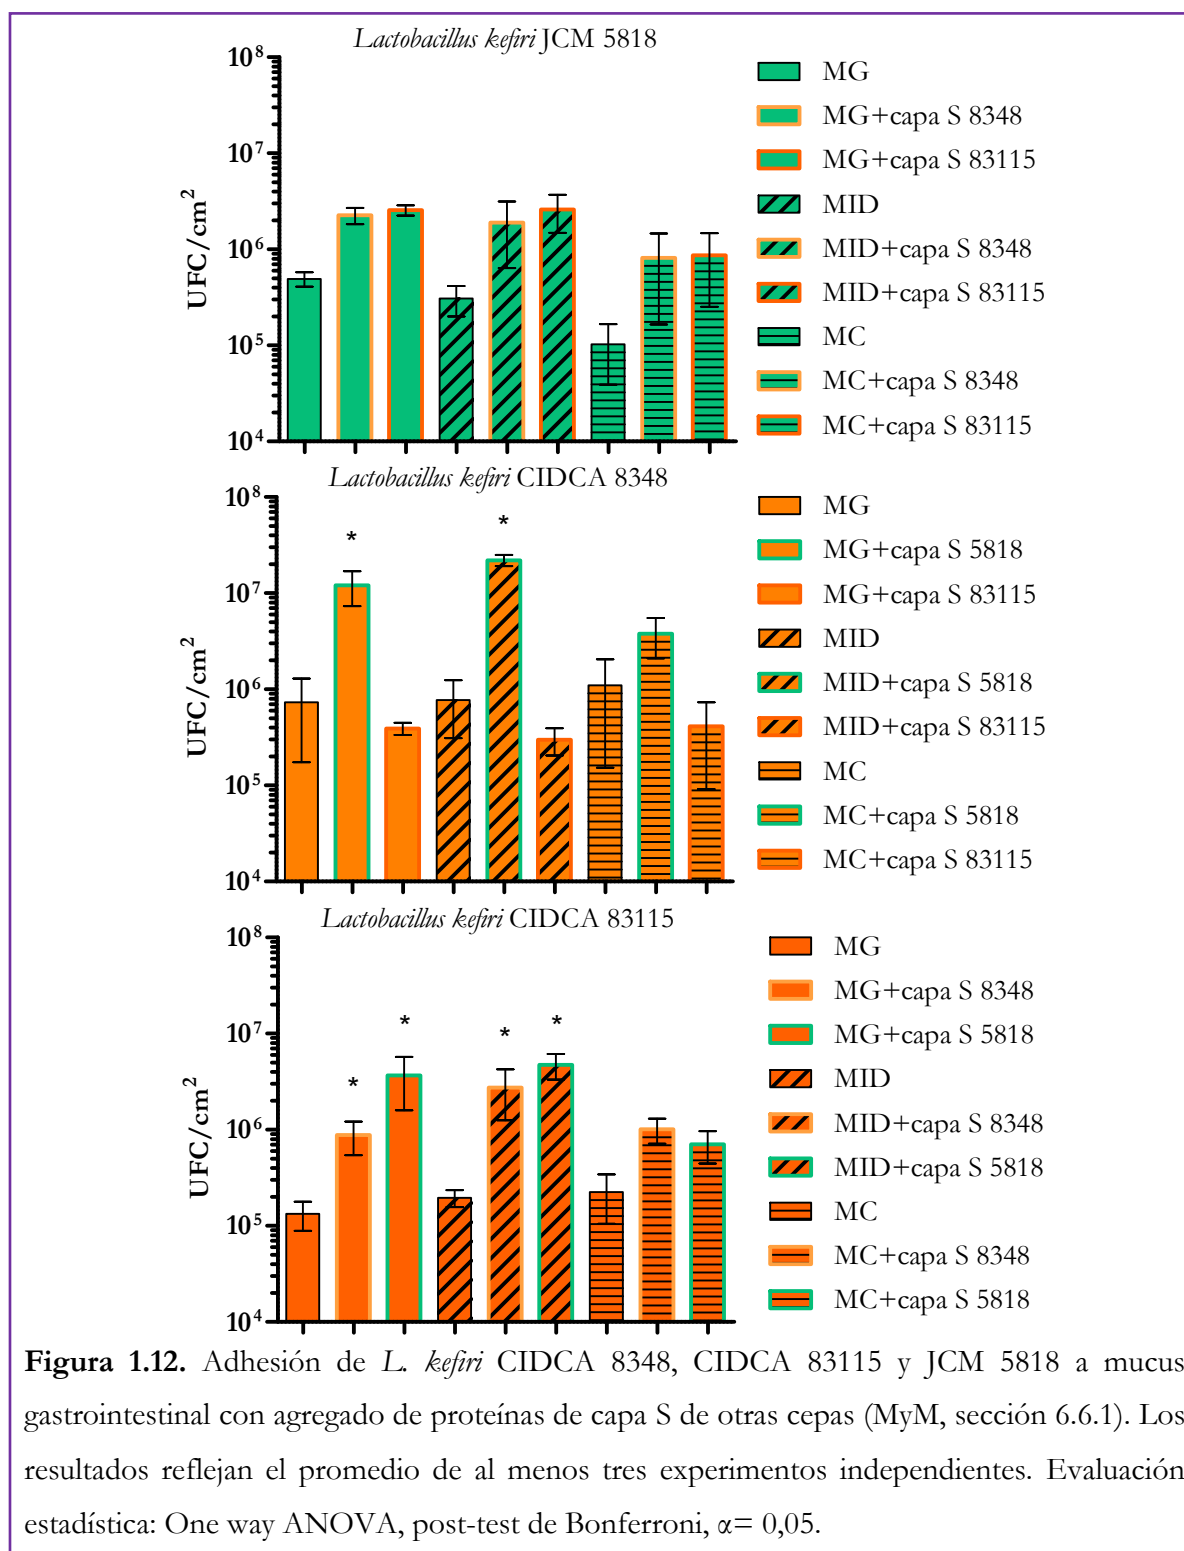 Lactobacillus kefiri JCM 5818
10⁸
10⁷
10⁶
10⁵
10⁴
UFC/cm²
MG
MG+capa S 8348
MG+capa S 83115
MID
MID+capa S 8348
MID+capa S 83115
MC
MC+capa S 8348
MC+capa S 83115
Lactobacillus kefiri CIDCA 8348
10⁸
10⁷
10⁶
10⁵
10⁴
UFC/cm²
*
*
MG
MG+capa S 5818
MG+capa S 83115
MID
MID+capa S 5818
MID+capa S 83115
MC
MC+capa S 5818
MC+capa S 83115
Lactobacillus kefiri CIDCA 83115
10⁸
10⁷
10⁶
10⁵
10⁴
UFC/cm²
*
*
*
*
MG
MG+capa S 8348
MG+capa S 5818
MID
MID+capa S 8348
MID+capa S 5818
MC
MC+capa S 8348
MC+capa S 5818
Figura 1.12. Adhesión de L. kefiri CIDCA 8348, CIDCA 83115 y JCM 5818 a mucus
gastrointestinal con agregado de proteínas de capa S de otras cepas (MyM, sección 6.6.1). Los
resultados reflejan el promedio de al menos tres experimentos independientes. Evaluación
estadística: One way ANOVA, post-test de Bonferroni, α= 0,05.